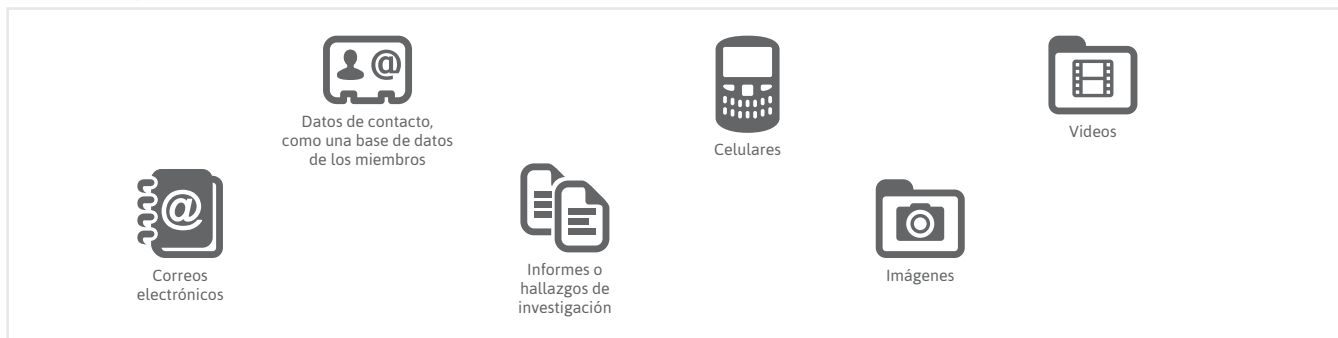 @
Datos de contacto,
como una base de datos
de los miembros
Celulares
Videos
@
Correos
electrónicos
Informes o
hallazgos de
investigación
Imágenes